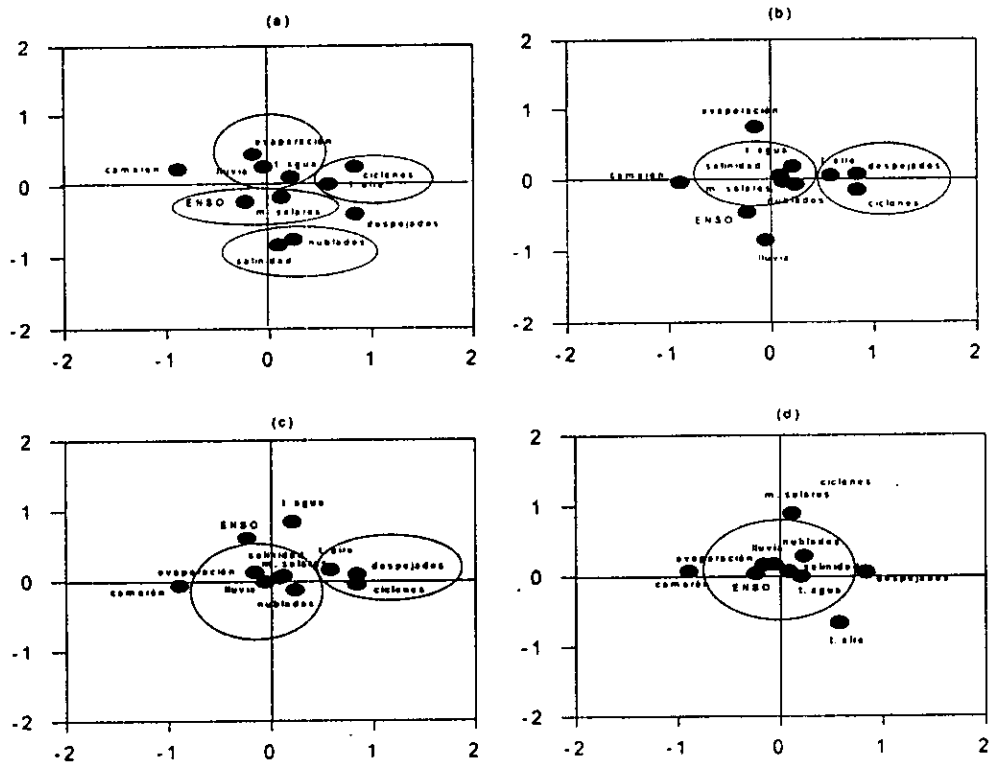 (a)
2
1
0
-1
-2
evaporación
camarón
lluvia
t. agua
ciclones
t. aire
ENSO
m. solares
despejados
nublados
salinidad
-2
-1
0
1
2
(b)
2
1
0
-1
-2
evaporación
t. agua
salinidad
t. aire
despejados
camarón
m. solares
nublados
ciclones
ENSO
lluvia
-2
-1
0
1
2
(c)
2
1
0
-1
-2
t. agua
ENSO
salinidad
t. aire
m. solares
evaporación
despejados
camarón
lluvia
ciclones
nublados
-2
-1
0
1
2
(d)
2
1
0
-1
-2
ciclones
m. solares
nublados
lluvia
evaporación
salinidad
camarón
despejados
ENSO
t. agua
t. aire
-2
-1
0
1
2